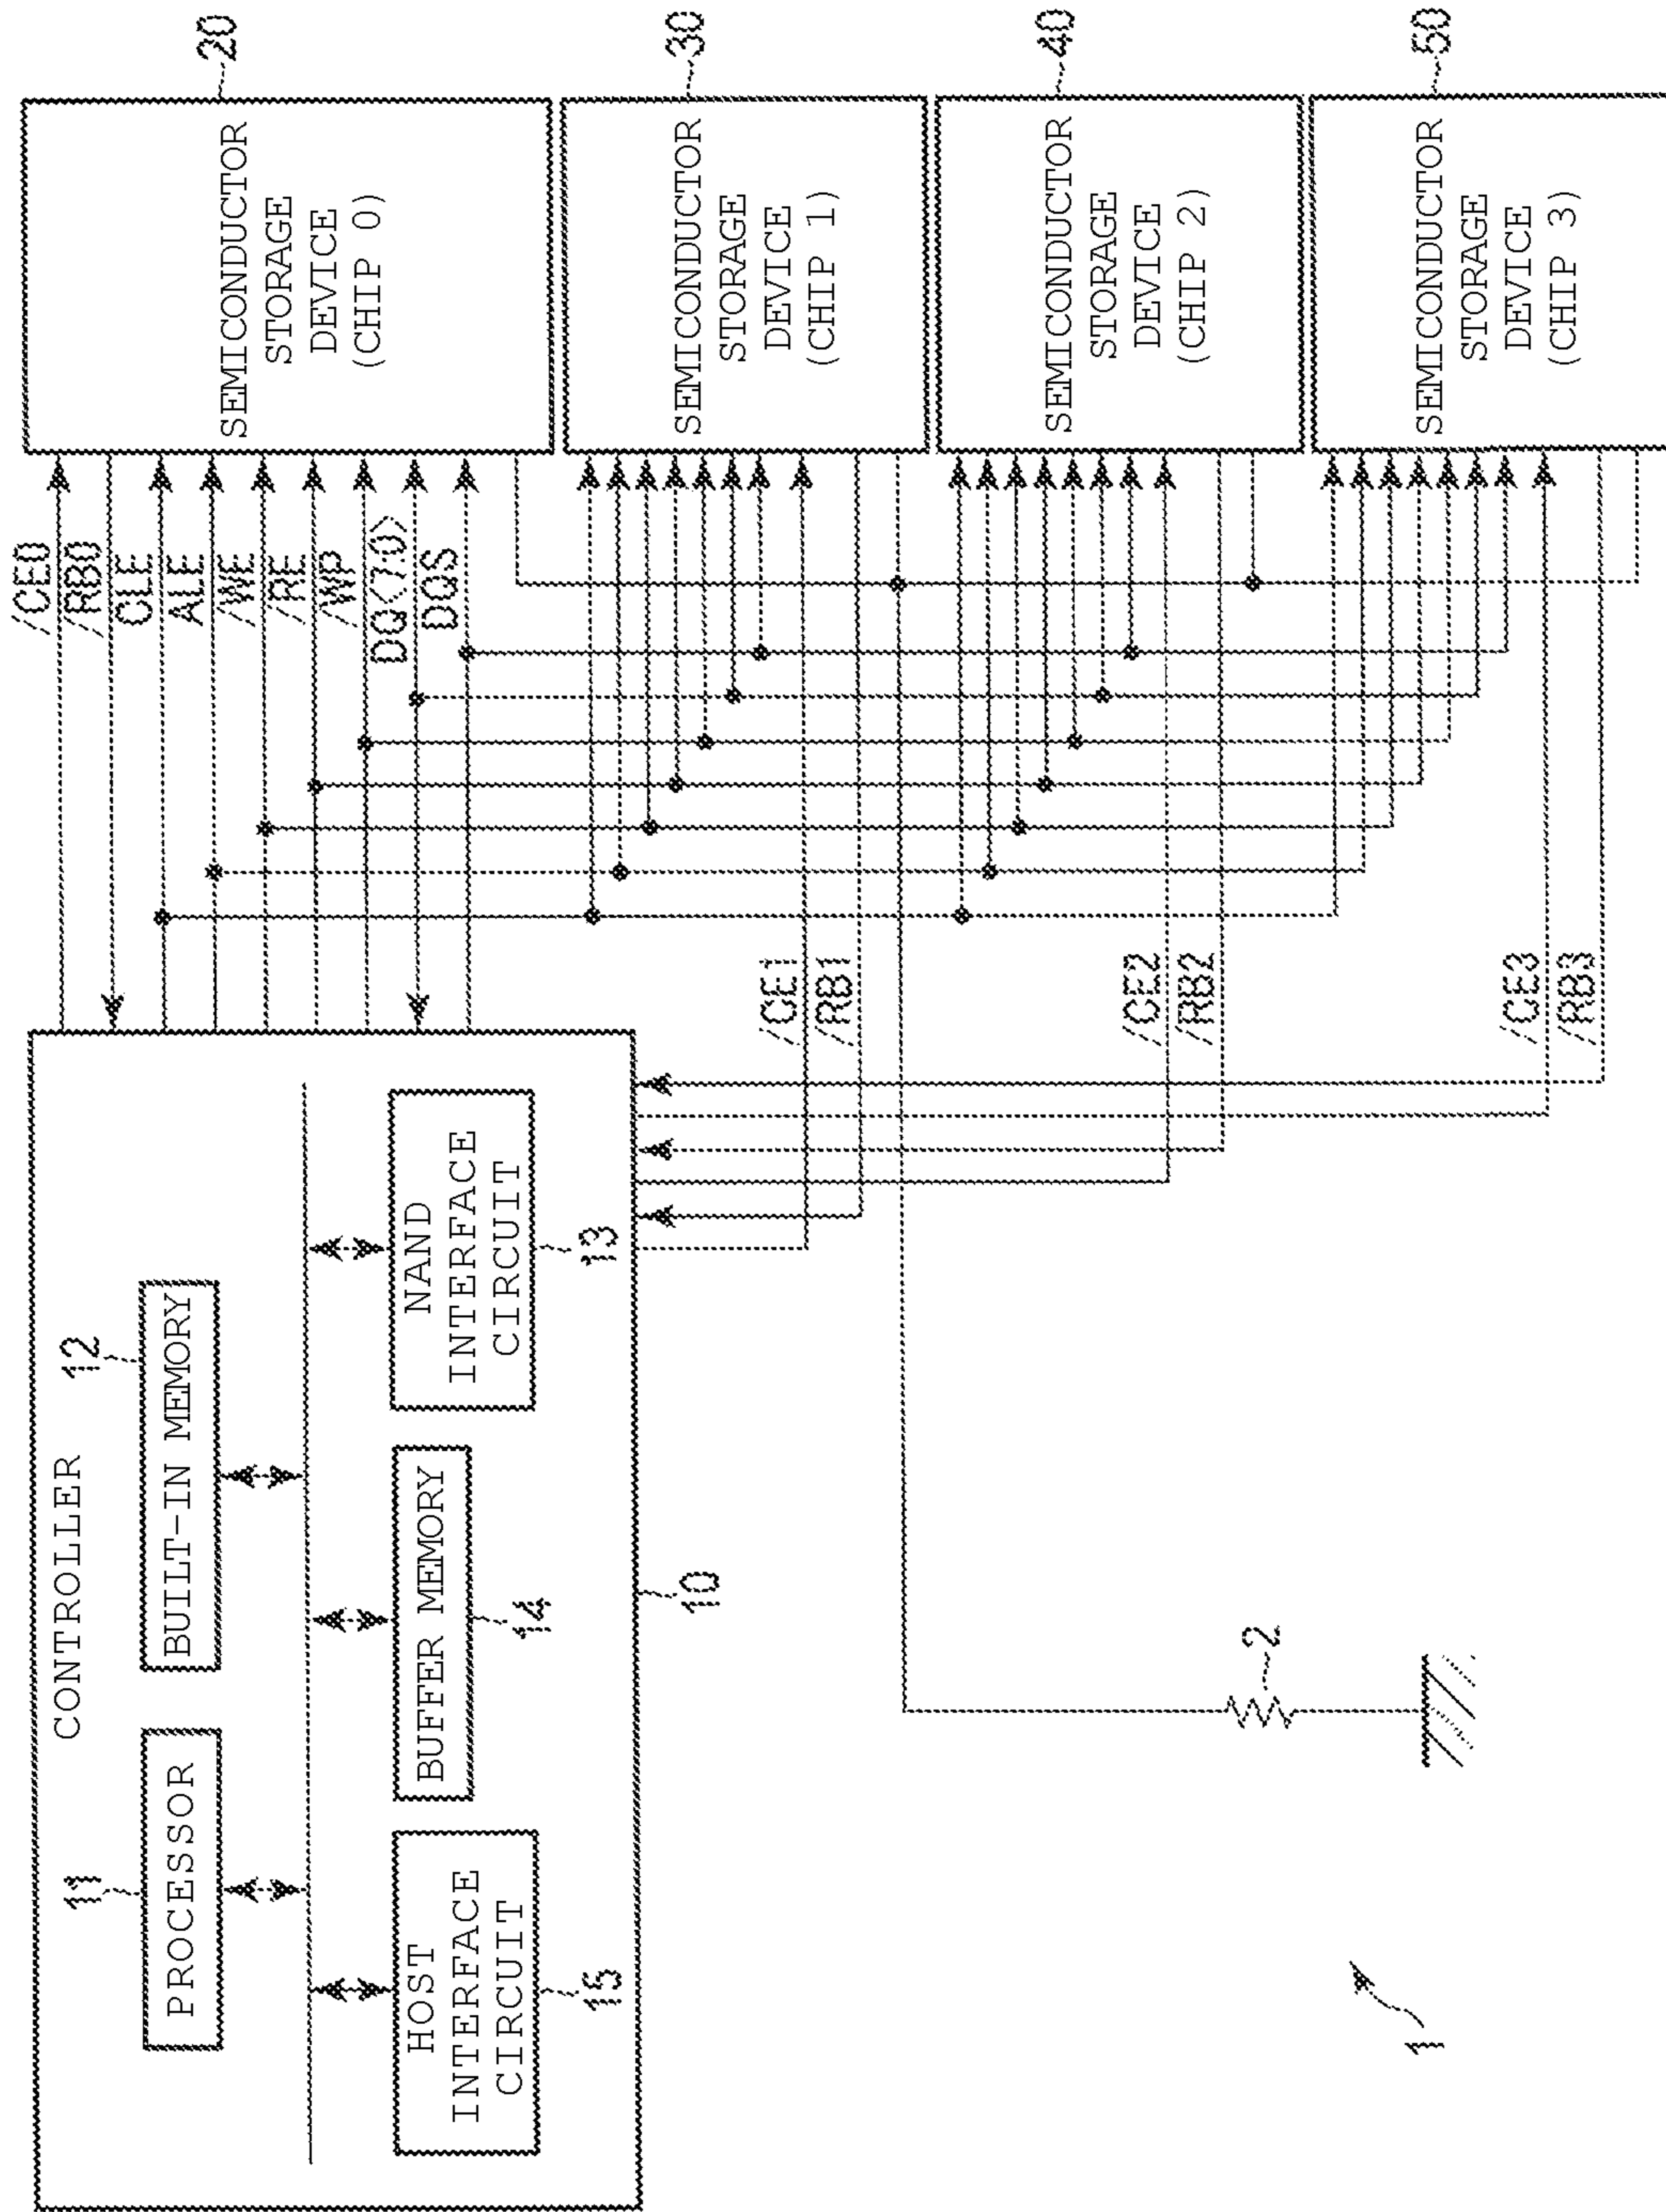 CONTROLLER
11
PROCESSOR
12
BUILT-IN MEMORY
HOST
INTERFACE
CIRCUIT
15
BUFFER MEMORY
14
NAND
INTERFACE
CIRCUIT
13
10
/CE0
/RB0
CLE
ALE
/WE
/RE
/WP
DQ<7:0>
DQS
SEMICONDUCTOR
STORAGE
DEVICE
(CHIP 0)
20
/CE1
/RB1
SEMICONDUCTOR
STORAGE
DEVICE
(CHIP 1)
30
/CE2
/RB2
SEMICONDUCTOR
STORAGE
DEVICE
(CHIP 2)
40
/CE3
/RB3
SEMICONDUCTOR
STORAGE
DEVICE
(CHIP 3)
50
2
1